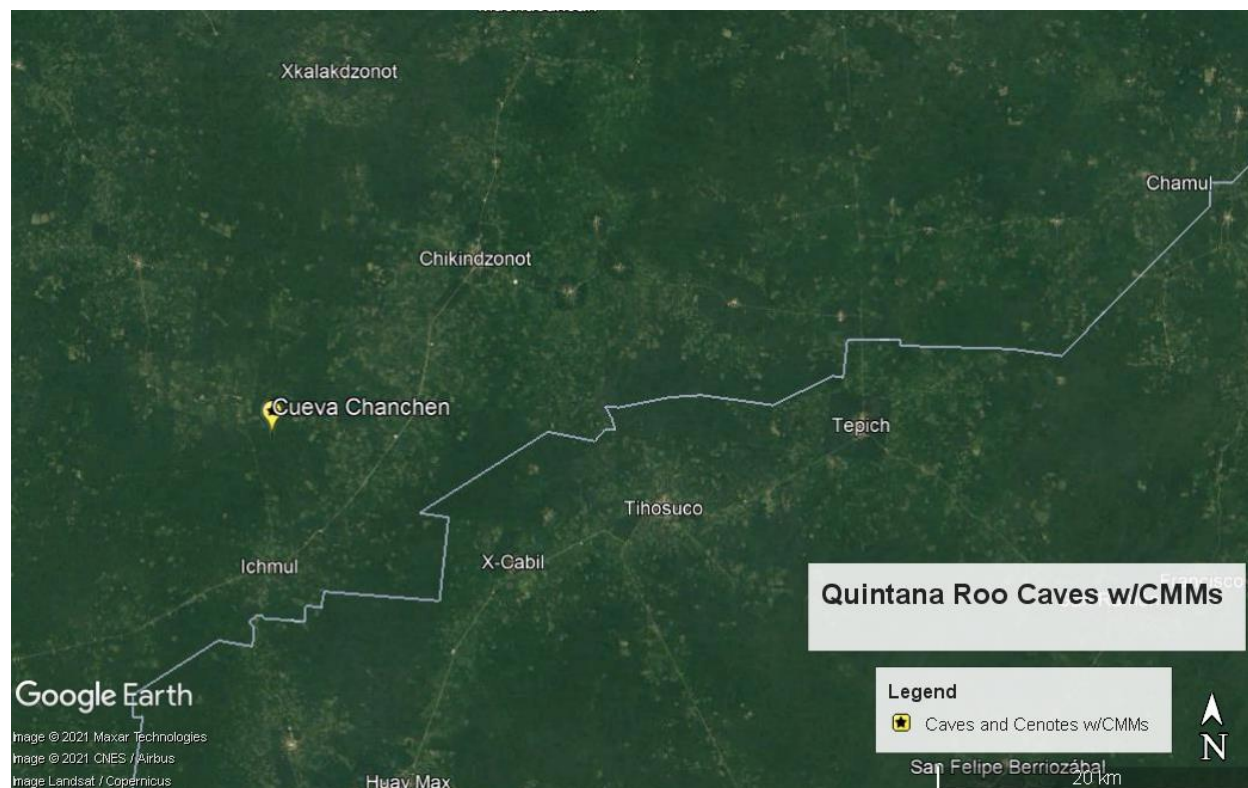 Xkalakdzonot
Chamul
Chikindzonot
Cueva Chanchen
Tepich
Tihosuco
X-Cabil
Ichmul
Quintana Roo Caves w/CMMs
Francisco
Google Earth
Legend
Caves and Cenotes w/CMMs
Image © 2021 Maxar Technologies
Image © 2021 CNES / Airbus
Image Landsat / Copernicus
N
San Felipe Berriozábal
20 km
Huay Max